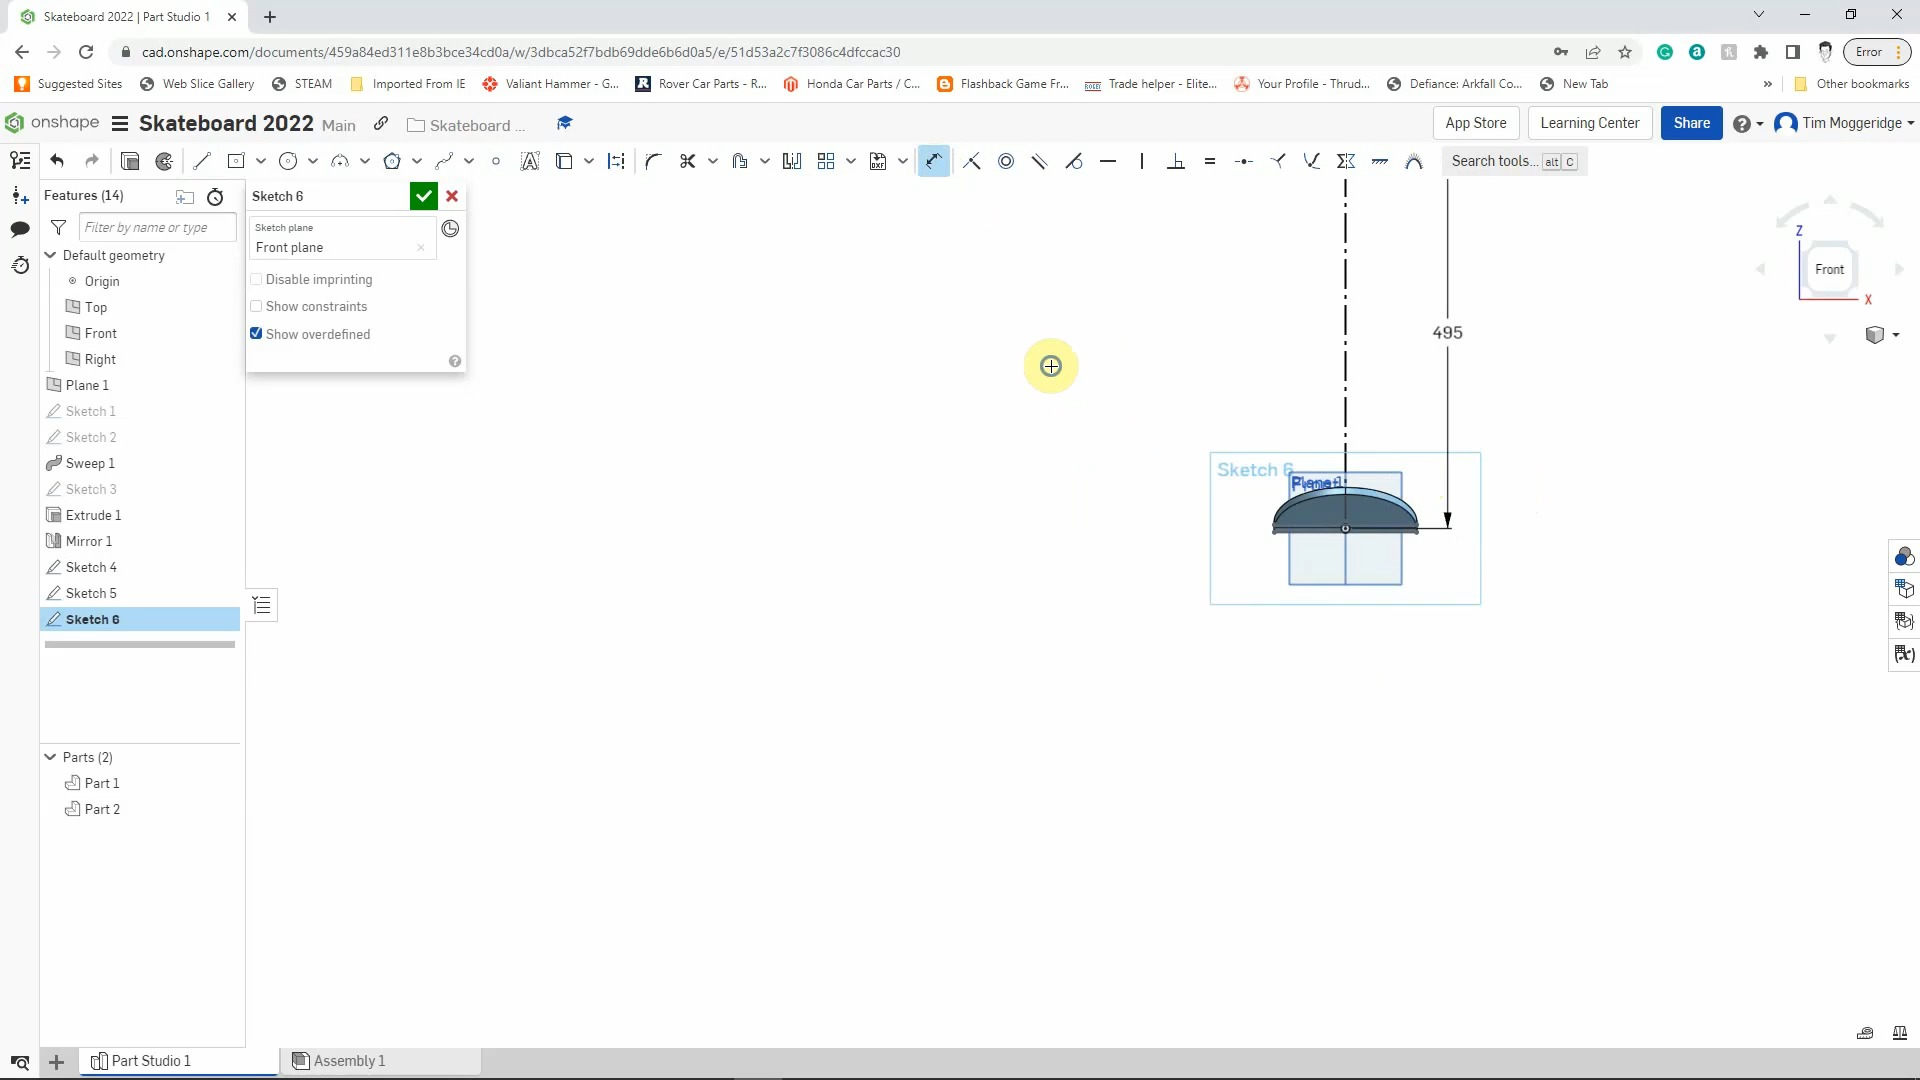 Skateboard 2022 | Part Studio 1
cad.onshape.com/documents/459a84ed311e8b3bce34cd0a/w/3dbca52f7bdb69dde6b6d0a5/e/51d53a2c7f3086c4dfccac30
Error
Suggested Sites
Web Slice Gallery
STEAM
Imported From IE
Valiant Hammer - G...
Rover Car Parts - R...
Honda Car Parts / C...
Flashback Game Fr...
Trade helper - Elite...
Your Profile - Thrud...
Defiance: Arkfall Co...
New Tab
»
Other bookmarks
onshape
Skateboard 2022 Main
Skateboard ...
App Store
Learning Center
Share
Tim Moggeridge
Search tools... alt C
Features (14)
Filter by name or type
Default geometry
Origin
Top
Front
Right
Plane 1
Sketch 1
Sketch 2
Sweep 1
Sketch 3
Extrude 1
Mirror 1
Sketch 4
Sketch 5
Sketch 6
Parts (2)
Part 1
Part 2
Sketch 6
Sketch plane
Front plane
Disable imprinting
Show constraints
Show overdefined
495
Sketch 6
Z
Front
X
Part Studio 1
Assembly 1